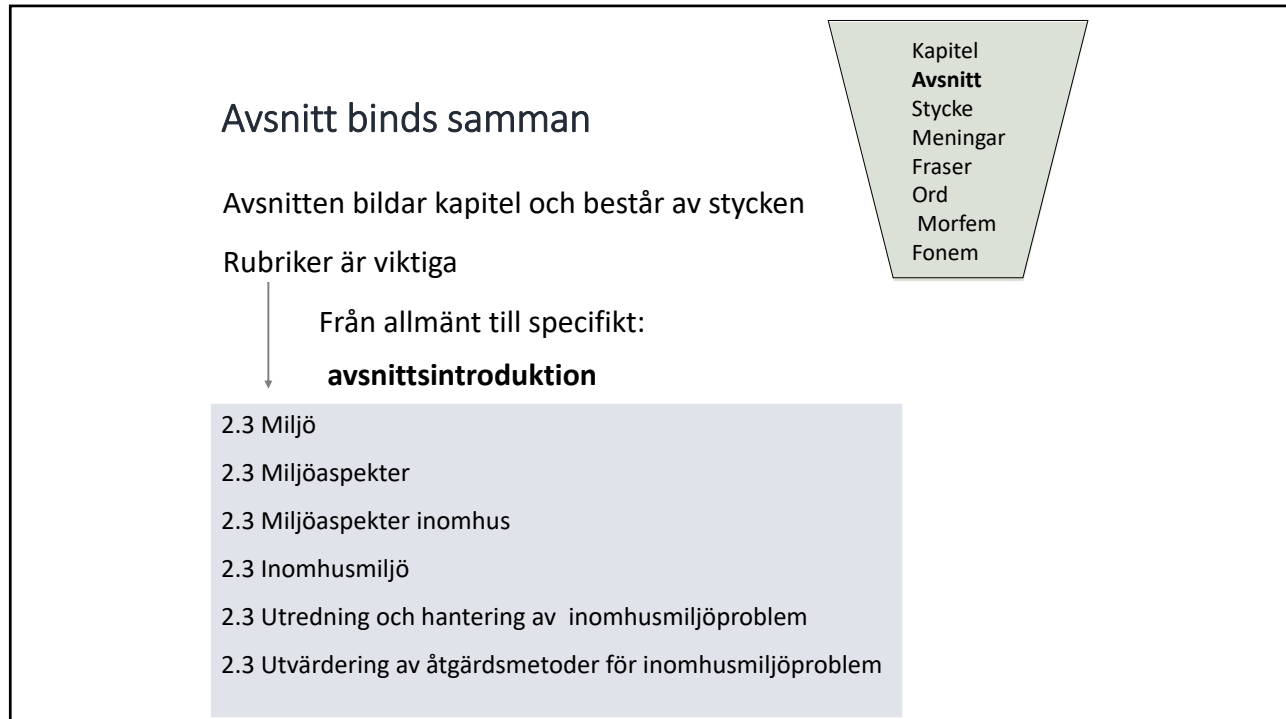 Avsnitt binds samman
Avsnitten bildar kapitel och består av stycken
Rubriker är viktiga
Från allmänt till specifikt:
avsnittsintroduktion
2.3 Miljö
2.3 Miljöaspekter
2.3 Miljöaspekter inomhus
2.3 Inomhusmiljö
2.3 Utredning och hantering av inomhusmiljöproblem
2.3 Utvärdering av åtgärdsmetoder för inomhusmiljöproblem
Kapitel
Avsnitt
Stycke
Meningar
Fraser
Ord
Morfem
Fonem